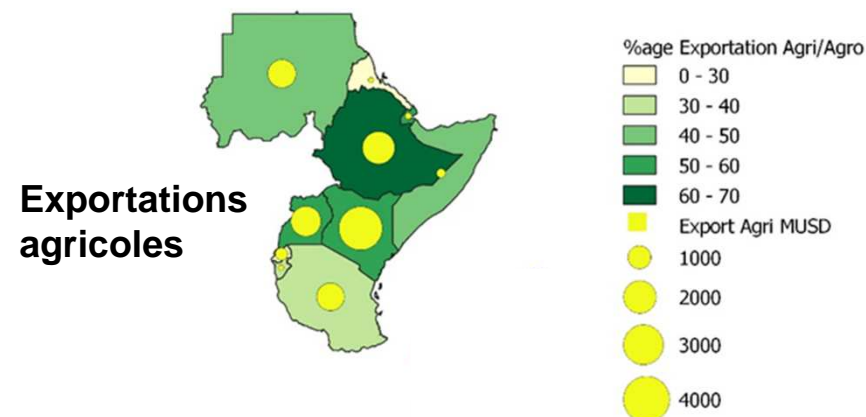 Exportations
agricoles
%age Exportation Agri/Agro
0 - 30
30 - 40
40 - 50
50 - 60
60 - 70
Export Agri MUSD
1000
2000
3000
4000